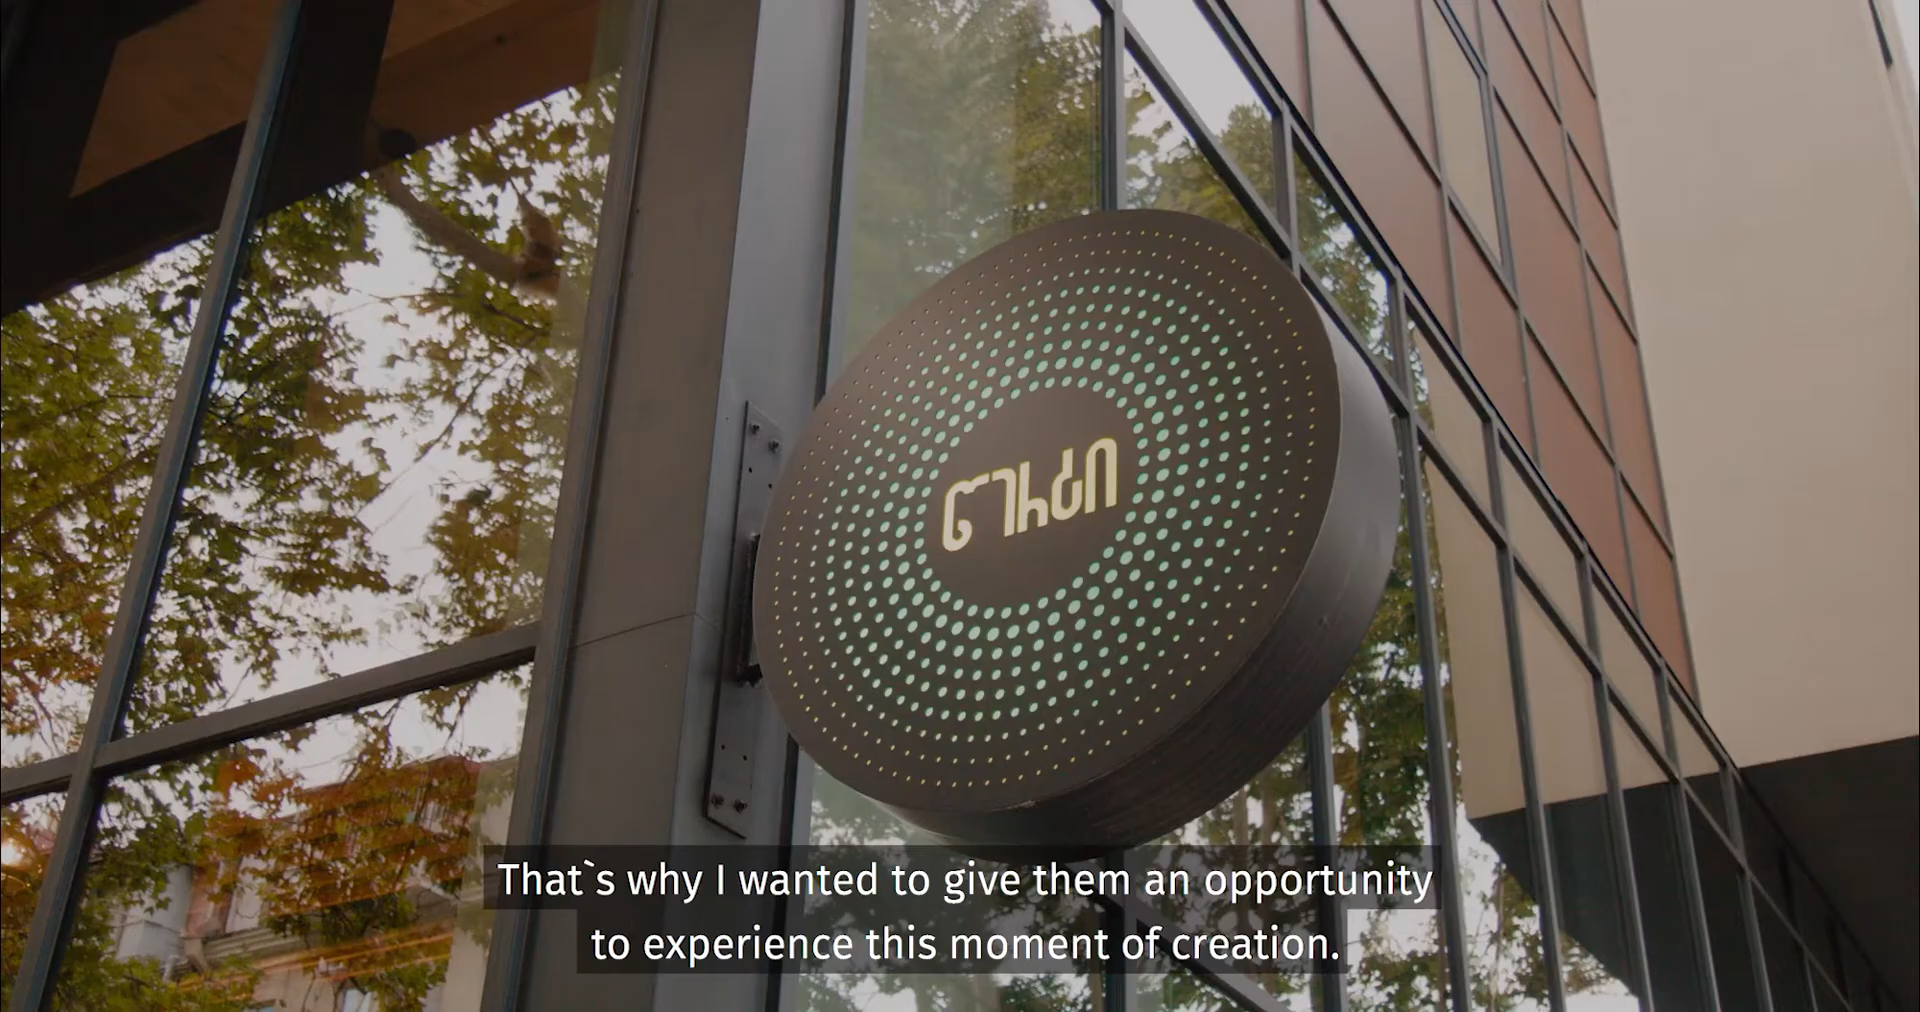 That`s why I wanted to give them an opportunity
to experience this moment of creation.